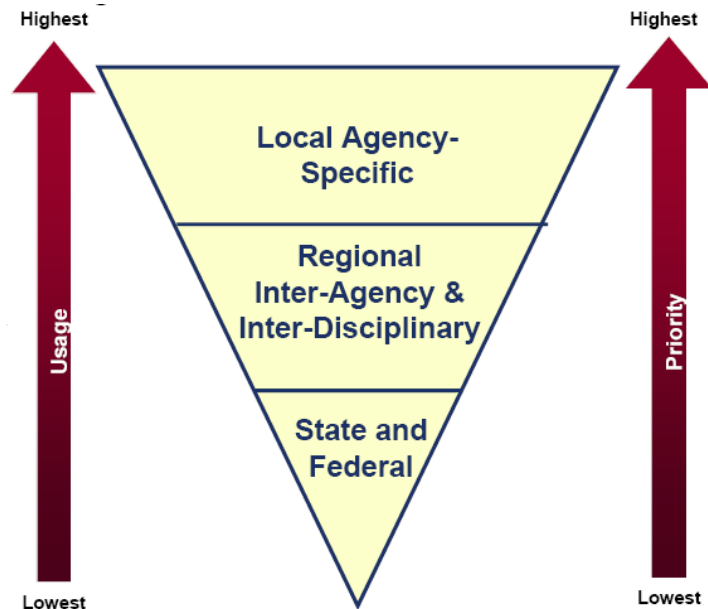 Highest
Highest
Local Agency-
Specific
Regional
Inter-Agency &
Inter-Disciplinary
Usage
Priority
State and
Federal
Lowest
Lowest